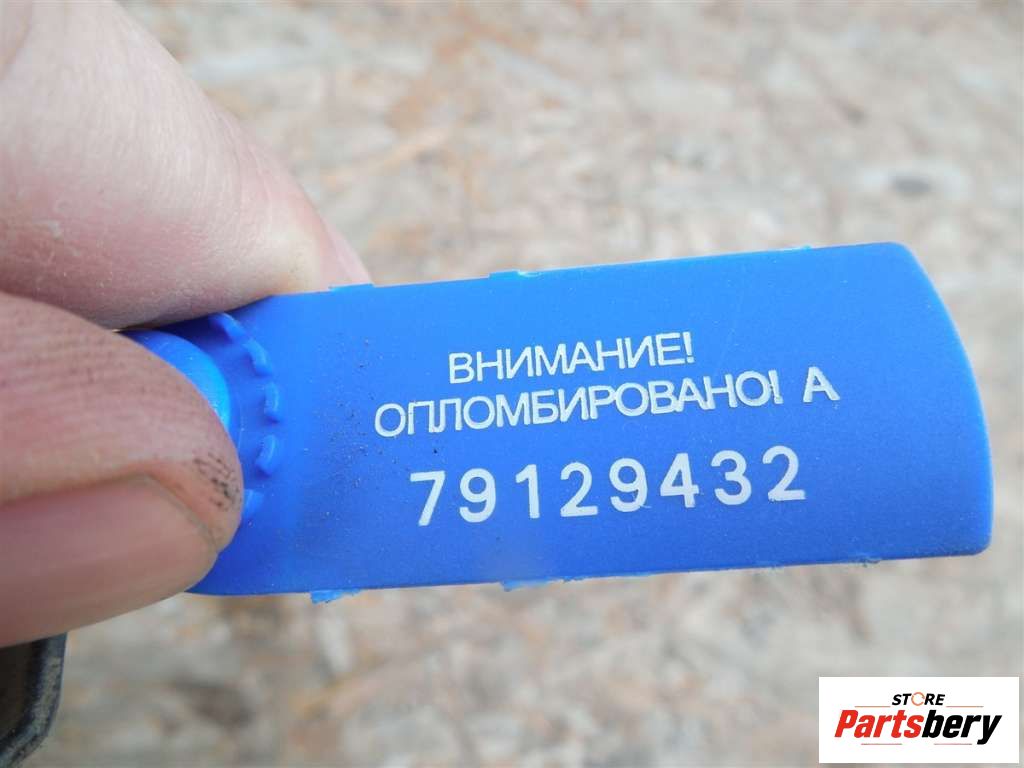 ВНИМАНИЕ!
ОПЛОМБИРОВАНО! А
79129432
STORE
Partsbery